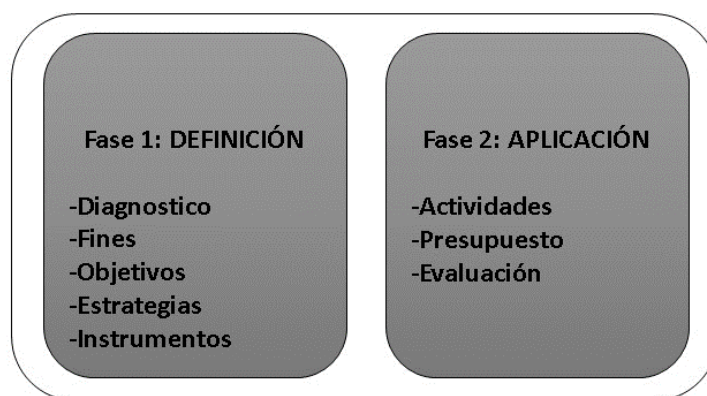 Fase 1: DEFINICIÓN
-Diagnostico
-Fines
-Objetivos
-Estrategias
-Instrumentos
Fase 2: APLICACIÓN
-Actividades
-Presupuesto
-Evaluación